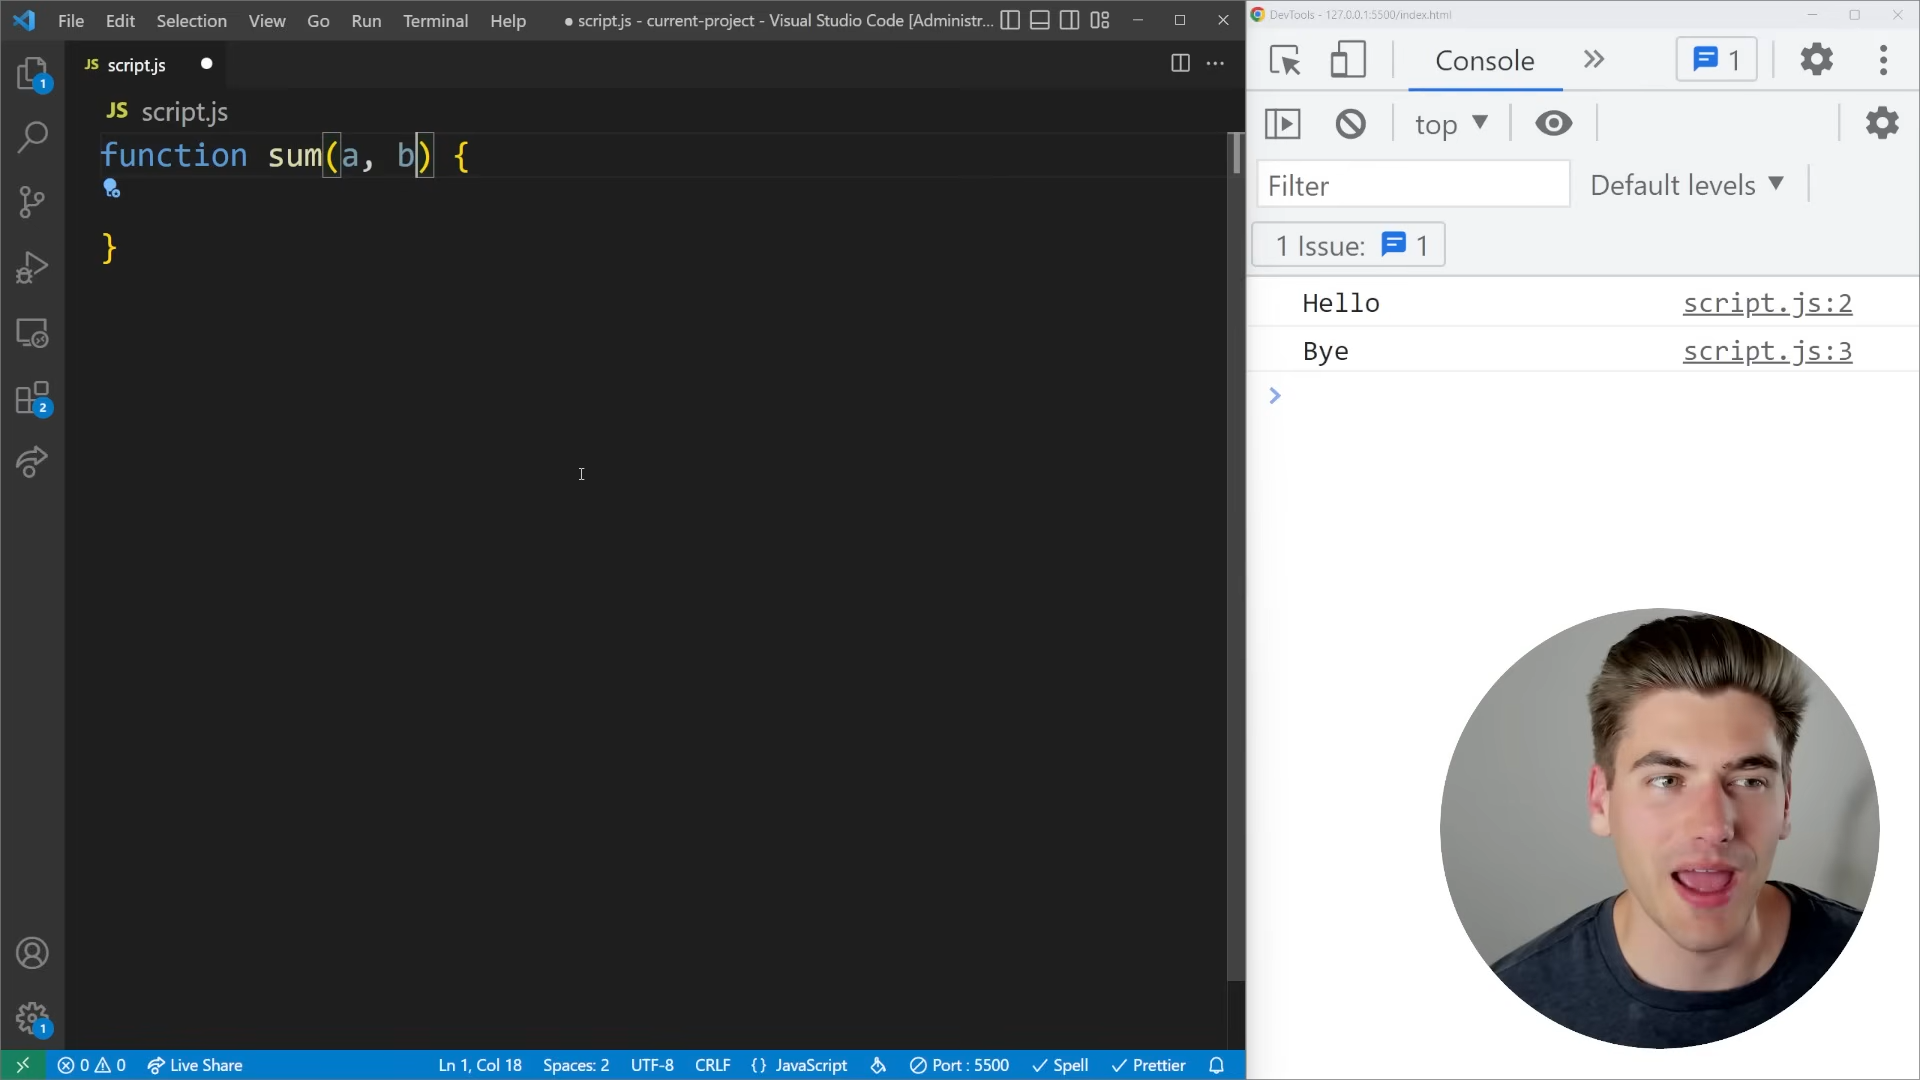 File Edit Selection View Go Run Terminal Help ● script.js - current-project - Visual Studio Code [Administr...
JS script.js
JS script.js
function sum(a, b) {
}
1
2
1
0 0 Live Share Ln 1, Col 18 Spaces: 2 UTF-8 CRLF {} JavaScript Port : 5500 Spell Prettier
DevTools - 127.0.0.1:5500/index.html
Console 1
top
Filter Default levels
1 Issue: 1
Hello script.js:2
Bye script.js:3